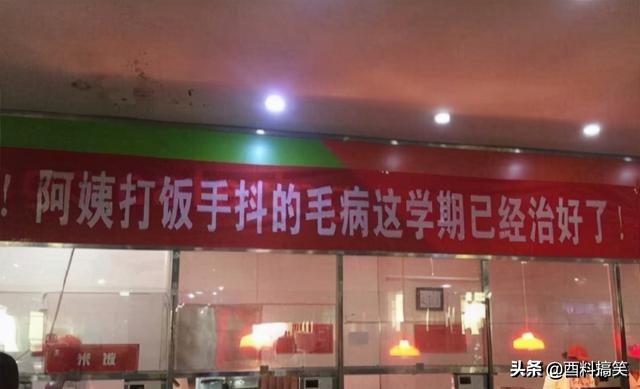 ！阿姨打饭手抖的毛病这学期已经治好了！
米饭
头条 @酉料搞笑